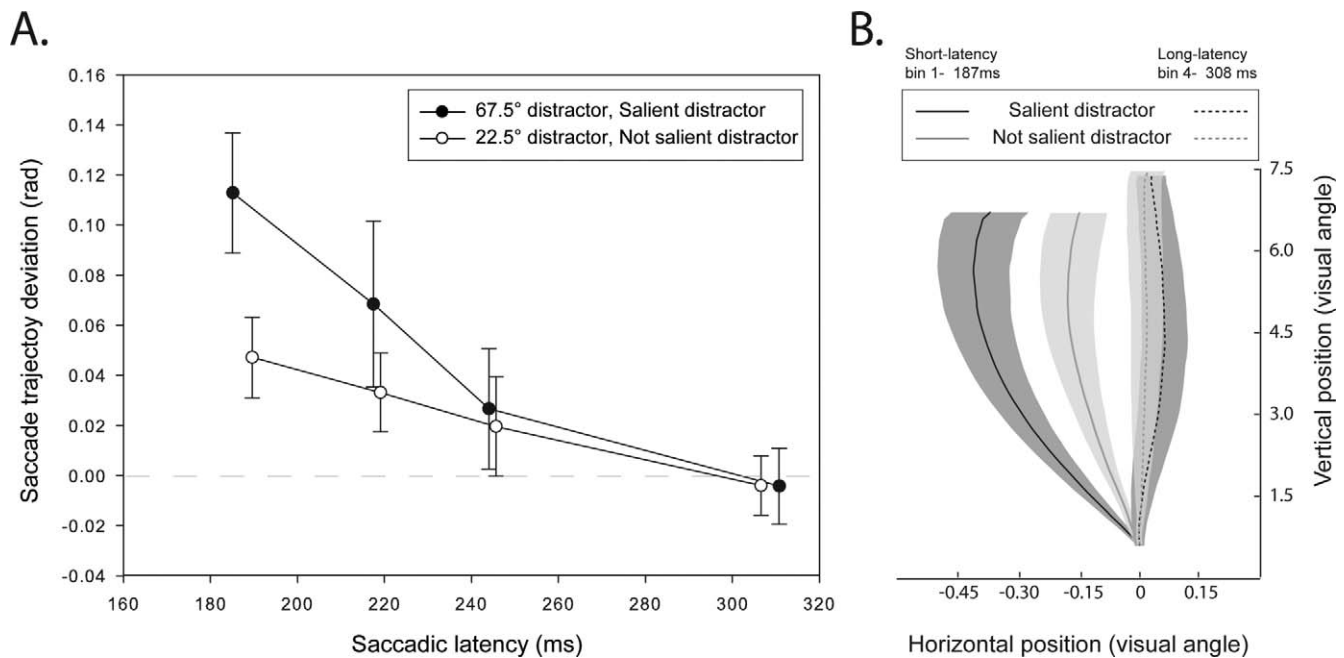 A.
0.16
0.14
0.12
0.10
0.08
0.06
0.04
0.02
0.00
-0.02
-0.04
Saccade trajectoy deviation (rad)
67.5° distractor, Salient distractor
22.5° distractor, Not salient distractor
160 180 200 220 240 260 280 300 320
Saccadic latency (ms)
B.
Short-latency
bin 1- 187ms
Long-latency
bin 4- 308 ms
Salient distractor
Not salient distractor
7.5
6.0
4.5
3.0
1.5
Vertical position (visual angle)
-0.45 -0.30 -0.15 0 0.15
Horizontal position (visual angle)